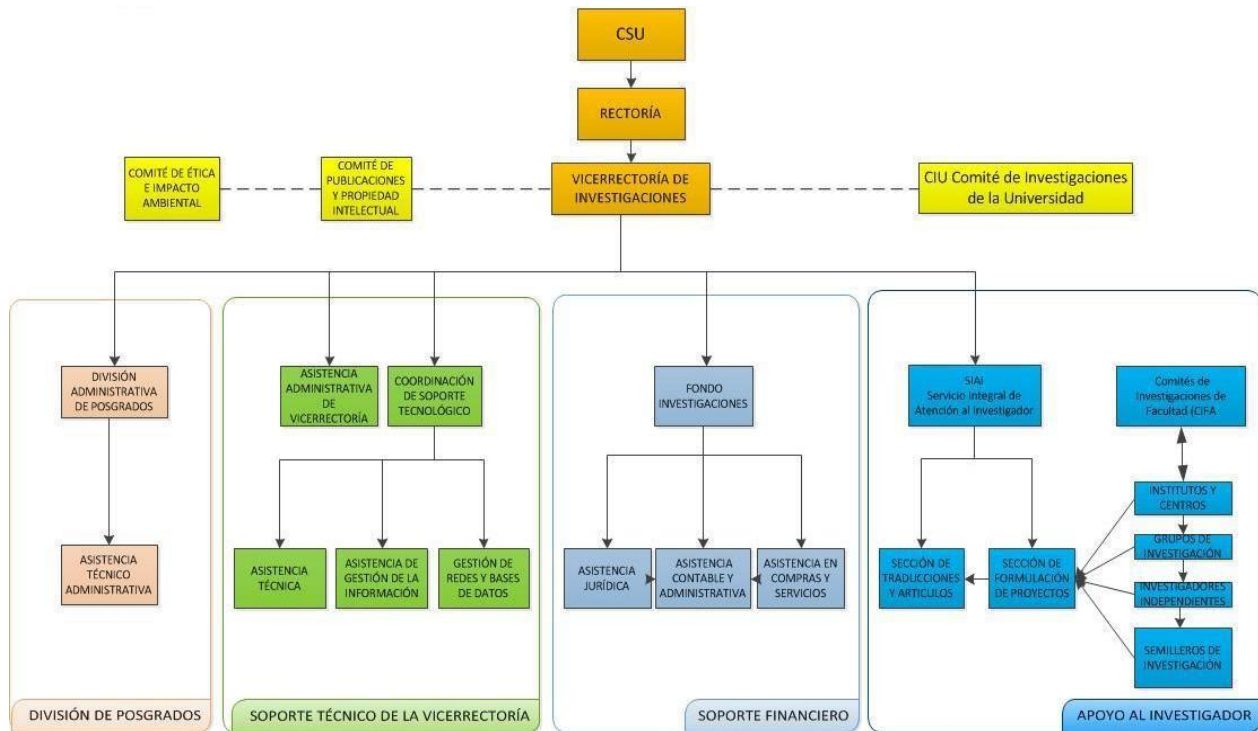 CSU
RECTORÍA
COMITÉ DE ÉTICA
E IMPACTO
AMBIENTAL
COMITÉ DE
PUBLICACIONES
Y PROPIEDAD
INTELECTUAL
VICERRECTORÍA DE
INVESTIGACIONES
CIU Comité de Investigaciones
de la Universidad
DIVISIÓN
ADMINISTRATIVA
DE POSGRADOS
ASISTENCIA
ADMINISTRATIVA
DE
VICERRECTORÍA
COORDINACIÓN
DE SOPORTE
TECNOLÓGICO
FONDO
INVESTIGACIONES
SIAI
Servicio Integral de
Atención al Investigador
Comités de
Investigaciones de
Facultad (CIFA
INSTITUTOS Y
CENTROS
GRUPOS DE
INVESTIGACIÓN
INVESTIGADORES
INDEPENDIENTES
SEMILLEROS DE
INVESTIGACIÓN
ASISTENCIA
TÉCNICO
ADMINISTRATIVA
ASISTENCIA
TÉCNICA
ASISTENCIA DE
GESTIÓN DE LA
INFORMACIÓN
GESTIÓN DE
REDES Y BASES
DE DATOS
ASISTENCIA
JURÍDICA
ASISTENCIA
CONTABLE Y
ADMINISTRATIVA
ASISTENCIA EN
COMPRAS Y
SERVICIOS
SECCIÓN DE
TRADUCCIONES
Y ARTICULOS
SECCIÓN DE
FORMULACIÓN
DE PROYECTOS
DIVISIÓN DE POSGRADOS
SOPORTE TÉCNICO DE LA VICERRECTORÍA
SOPORTE FINANCIERO
APOYO AL INVESTIGADOR